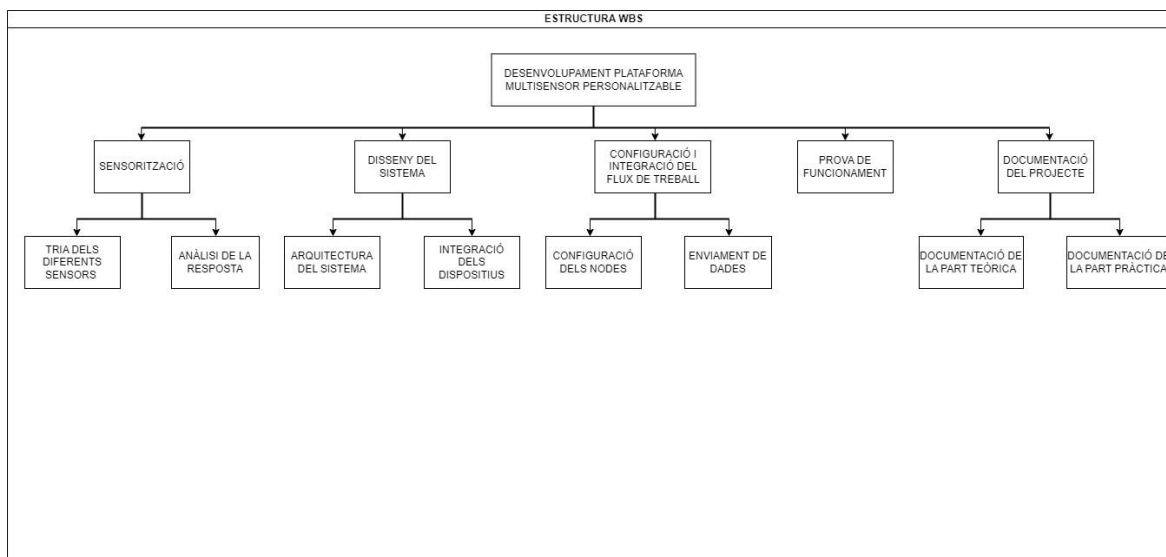 ESTRUCTURA WBS
DESENVOLUPAMENT PLATAFORMA
MULTISENSOR PERSONALITZABLE
SENSORITZACIÓ
DISSENY DEL
SISTEMA
CONFIGURACIÓ I
INTEGRACIÓ DEL
FLUX DE TREBALL
PROVA DE
FUNCIONAMENT
DOCUMENTACIÓ
DEL PROJECTE
TRIA DELS
DIFERENTS
SENSORS
ANÀLISI DE LA
RESPOSTA
ARQUITECTURA
DEL SISTEMA
INTEGRACIÓ
DELS
DISPOSITIUS
CONFIGURACIÓ
DELS NODES
ENVIAMENT DE
DADES
DOCUMENTACIÓ DE
LA PART TEÒRICA
DOCUMENTACIÓ DE
LA PART PRÀCTICA